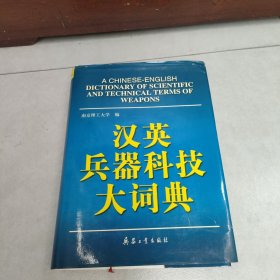 A CHINESE-ENGLISH
DICTIONARY OF SCIENTIFIC
AND TECHNICAL TERMS OF
WEAPONS
南京理工大学 编
汉英
兵器科技
大词典
兵器工业出版社